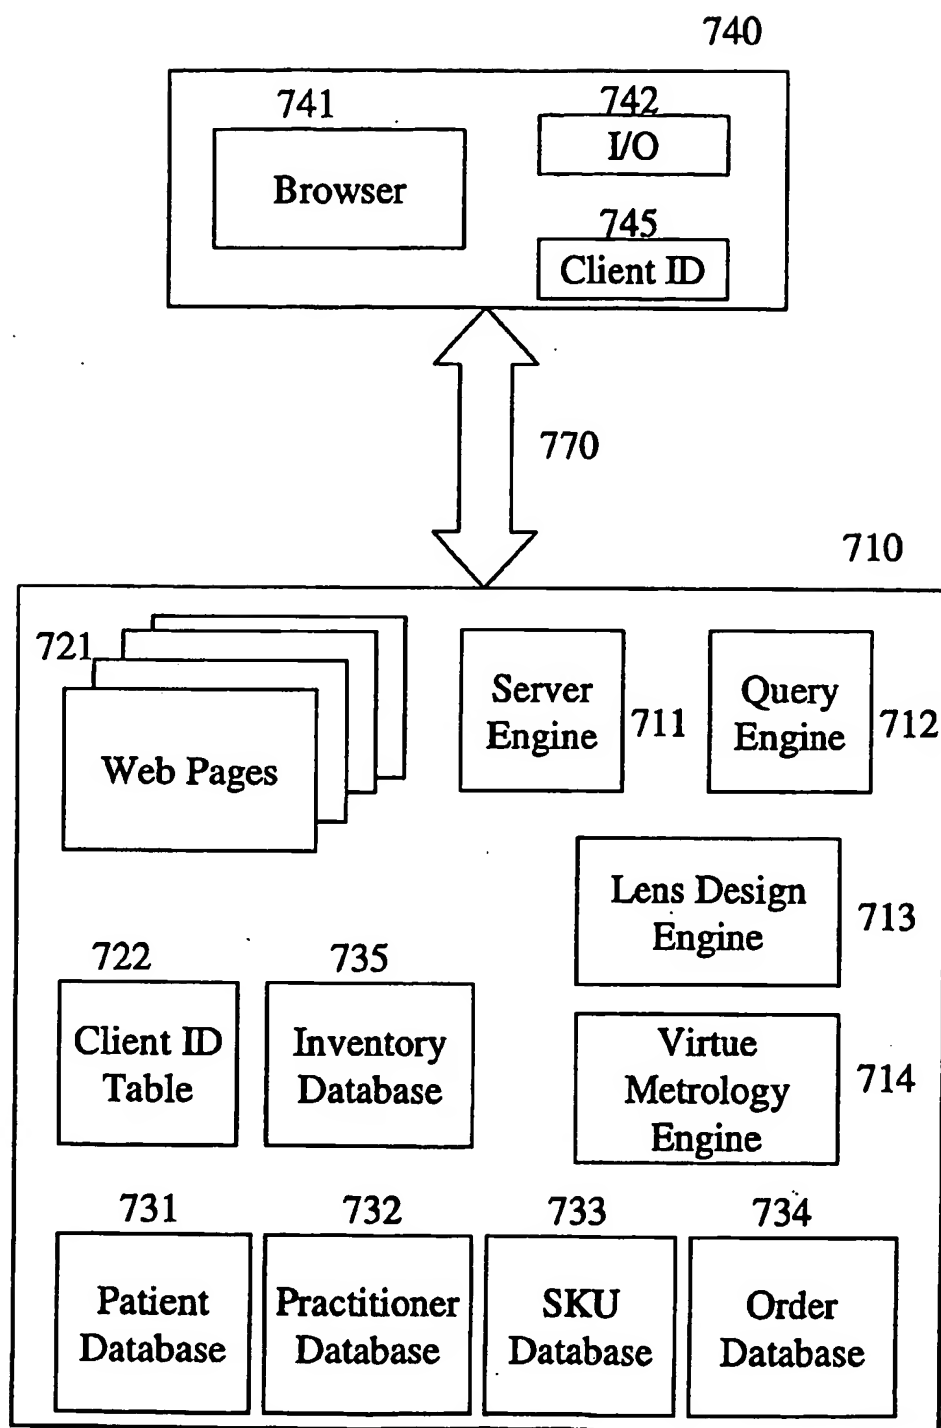 740
741
742
Browser
I/O
745
Client ID
770
710
721
Web Pages
Server
Engine
711
Query
Engine
712
Lens Design
Engine
713
722
735
Client ID
Table
Inventory
Database
Virtue
Metrology
Engine
714
731
732
733
734
Patient
Database
Practitioner
Database
SKU
Database
Order
Database